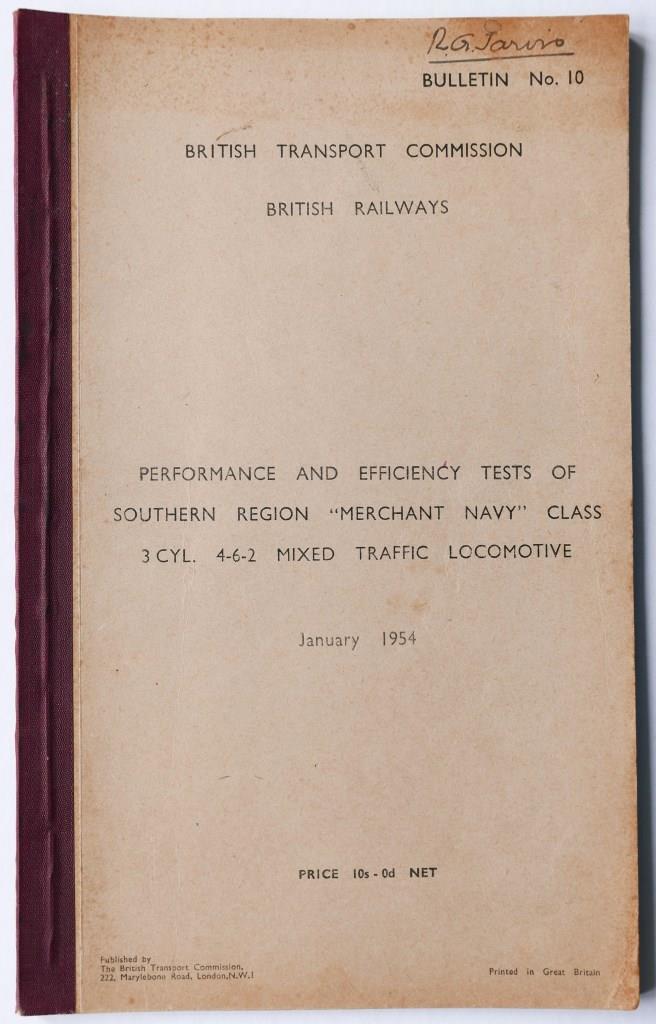 R.G. Jarvis
BULLETIN No. 10
BRITISH TRANSPORT COMMISSION
BRITISH RAILWAYS
PERFORMANCE AND EFFICIENCY TESTS OF
SOUTHERN REGION “MERCHANT NAVY” CLASS
3 CYL. 4-6-2 MIXED TRAFFIC LOCOMOTIVE
January 1954
PRICE 10s - 0d NET
Published by
The British Transport Commission,
222, Marylebone Road, London, N.W.1
Printed in Great Britain